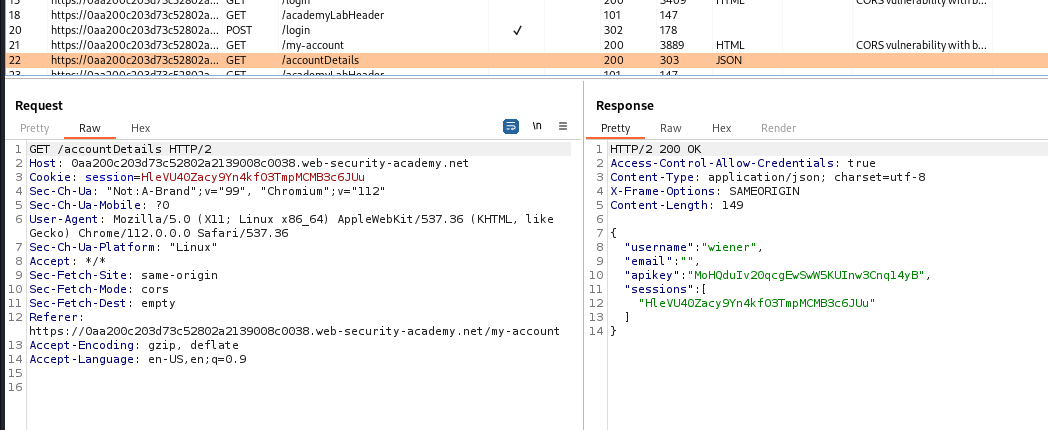 https://0aa200c203d73c52802a... GET /login 200 3409 HTML CORS vulnerability with b...
18 https://0aa200c203d73c52802a... GET /academyLabHeader 101 147
20 https://0aa200c203d73c52802a... POST /login ✓ 302 178
21 https://0aa200c203d73c52802a... GET /my-account 200 3889 HTML CORS vulnerability with b...
22 https://0aa200c203d73c52802a... GET /accountDetails 200 303 JSON
23 https://0aa200c203d73c52802a... GET /academyLabHeader 101 147
Request
Pretty Raw Hex \n
1 GET /accountDetails HTTP/2
2 Host: 0aa200c203d73c52802a2139008c0038.web-security-academy.net
3 Cookie: session=HleVU40Zacy9Yn4kfO3TmpMCMB3c6JUu
4 Sec-Ch-Ua: "Not:A-Brand";v="99", "Chromium";v="112"
5 Sec-Ch-Ua-Mobile: ?0
6 User-Agent: Mozilla/5.0 (X11; Linux x86_64) AppleWebKit/537.36 (KHTML, like
Gecko) Chrome/112.0.0.0 Safari/537.36
7 Sec-Ch-Ua-Platform: "Linux"
8 Accept: */*
9 Sec-Fetch-Site: same-origin
10 Sec-Fetch-Mode: cors
11 Sec-Fetch-Dest: empty
12 Referer:
https://0aa200c203d73c52802a2139008c0038.web-security-academy.net/my-account
13 Accept-Encoding: gzip, deflate
14 Accept-Language: en-US,en;q=0.9
15
16
Response
Pretty Raw Hex Render
1 HTTP/2 200 OK
2 Access-Control-Allow-Credentials: true
3 Content-Type: application/json; charset=utf-8
4 X-Frame-Options: SAMEORIGIN
5 Content-Length: 149
6
7 {
8 "username":"wiener",
9 "email":"",
10 "apikey":"MoHQduIv20qcgEwSwW5KUInw3Cnq14yB",
11 "sessions":[
12 "HleVU40Zacy9Yn4kfO3TmpMCMB3c6JUu"
13 ]
14 }